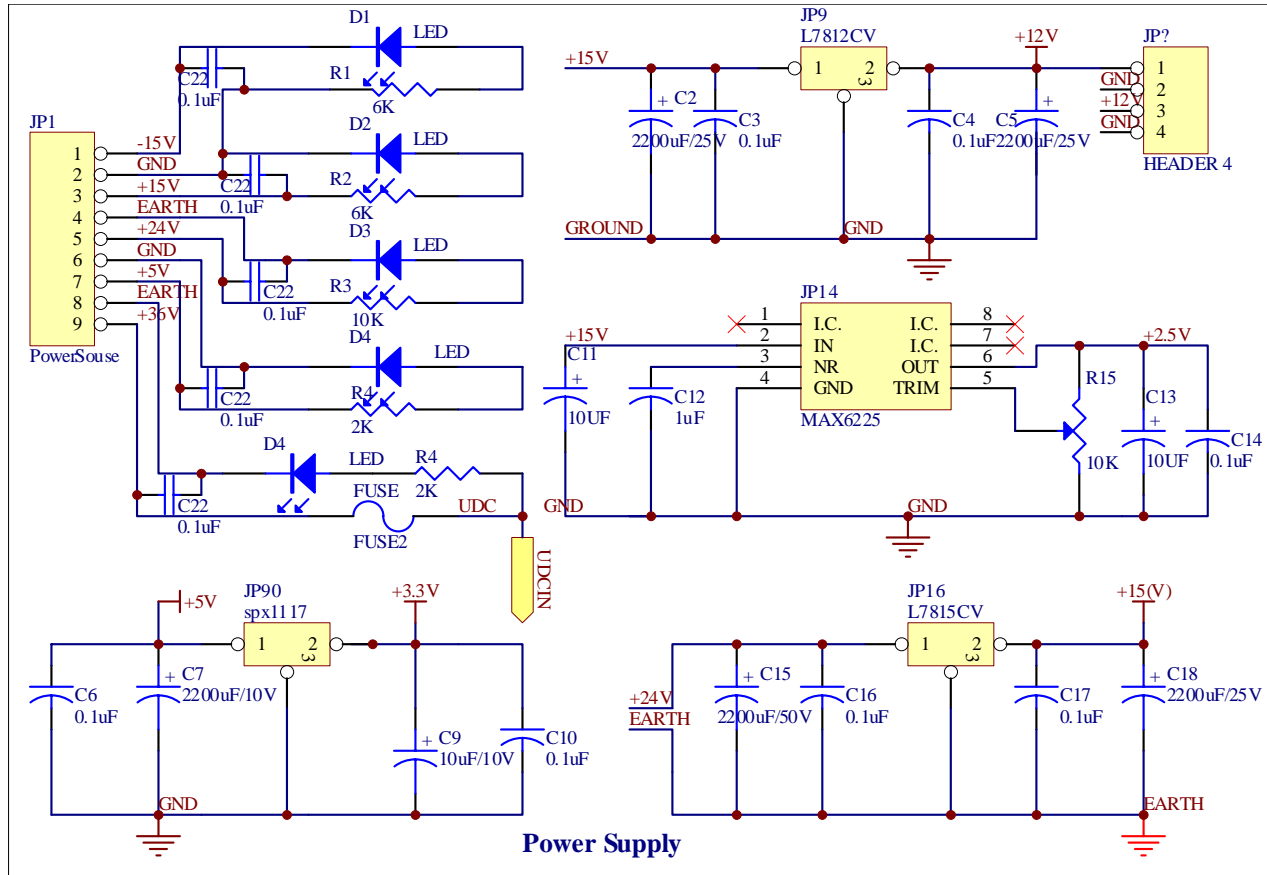 D1
LED
C22
0.1uF
R1
6K
D2
LED
C22
0.1uF
R2
6K
D3
LED
C22
0.1uF
R3
10K
D4
LED
C22
0.1uF
R4
2K
D4
LED
R4
2K
C22
0.1uF
FUSE
FUSE2
UDC
UDCIN
JP1
1
2
3
4
5
6
7
8
9
-15V
GND
+15V
EARTH
+24V
GND
+5V
EARTH
+36V
PowerSouse
JP9
L7812CV
1
2
3
+15V
+12V
C2
2200uF/25V
C3
0.1uF
C4
0.1uF
C5
2200uF/25V
GROUND
GND
JP?
1
2
3
4
GND
+12V
GND
HEADER 4
JP14
1
2
3
4
I.C.
IN
NR
GND
I.C.
I.C.
OUT
TRIM
8
7
6
5
MAX6225
+15V
C11
10UF
C12
1uF
+2.5V
R15
10K
C13
10UF
C14
0.1uF
GND
GND
JP90
spx1117
1
2
3
+5V
+3.3V
C6
0.1uF
C7
2200uF/10V
C9
10uF/10V
C10
0.1uF
GND
JP16
L7815CV
1
2
3
+15(V)
+24V
EARTH
C15
2200uF/50V
C16
0.1uF
C17
0.1uF
C18
2200uF/25V
EARTH
Power Supply